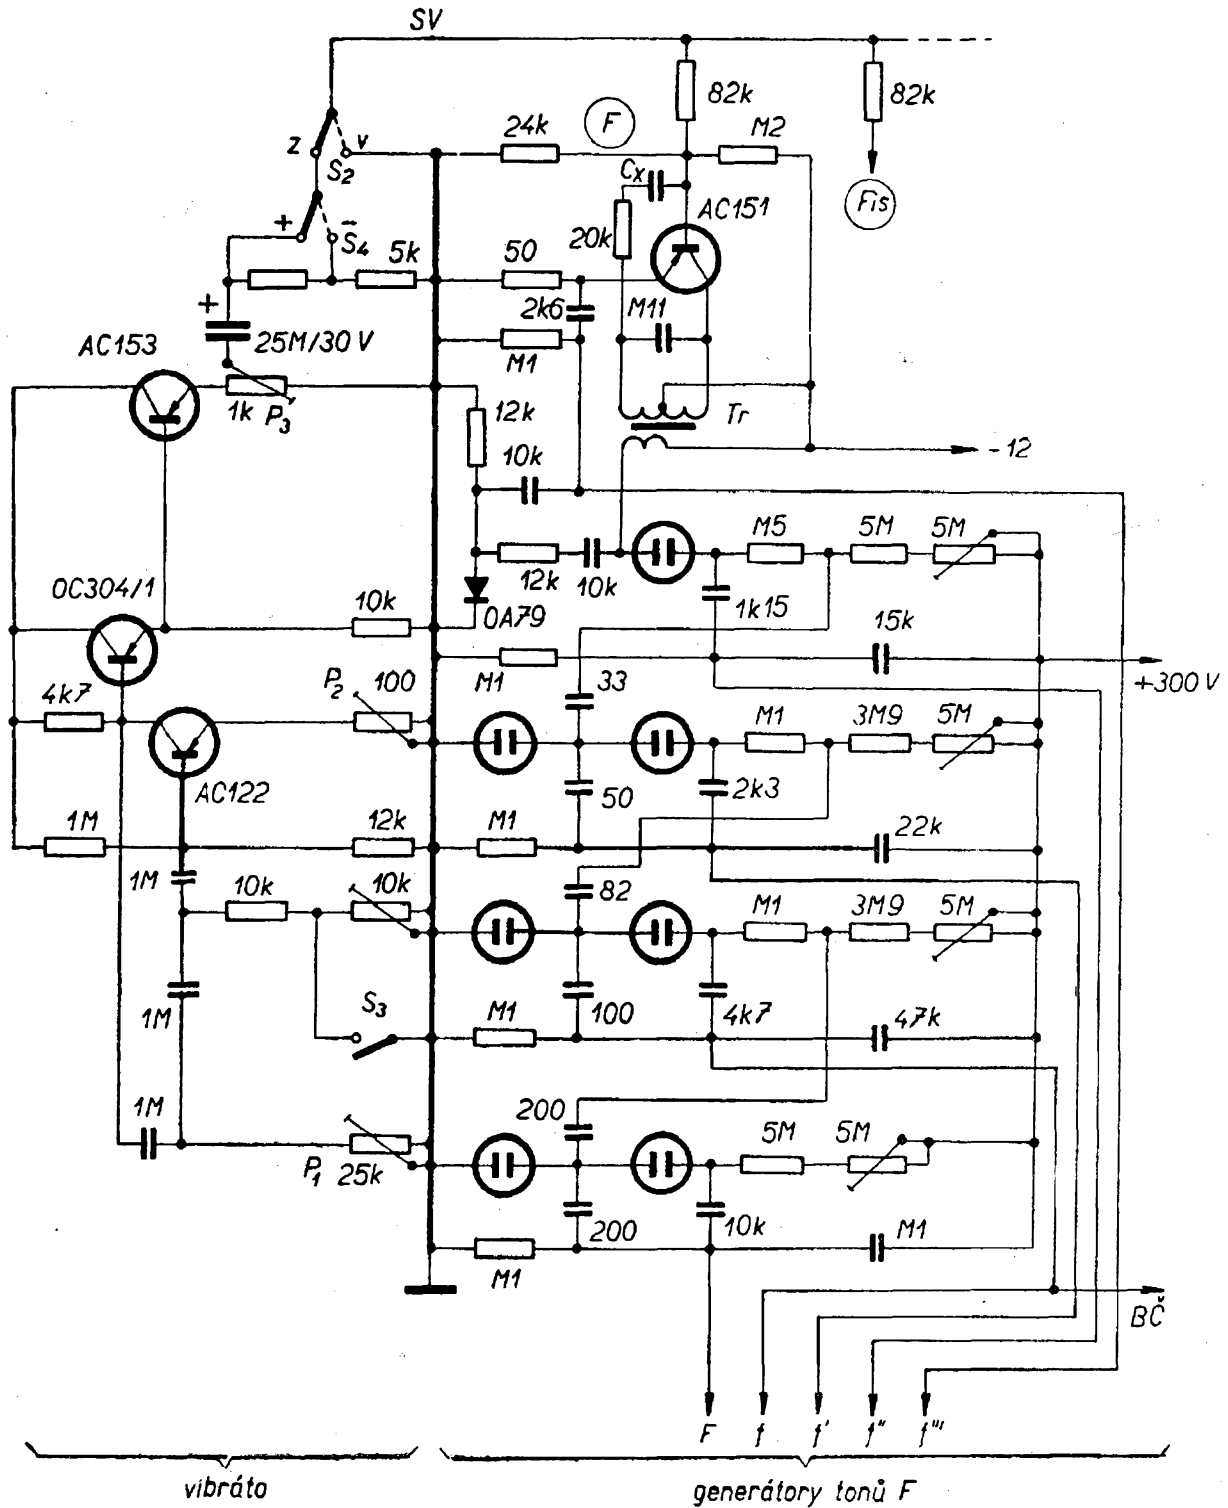 SV
82k
82k
24k
F
M2
z
v
S2
Cx
AC151
Fis
+
-
S4
5k
50
20k
+
2k6
M11
25M/30 V
M1
AC153
1k
P3
12k
Tr
10k
-12
M5
5M
5M
12k
10k
OC304/1
10k
OA79
1k15
15k
M1
33
+300 V
4k7
P2
100
M1
3M9
5M
AC122
50
2k3
1M
12k
M1
22k
1M
10k
10k
82
M1
3M9
5M
1M
S3
M1
100
4k7
47k
1M
200
5M
5M
P1
25k
200
10k
M1
M1
BČ
F
f
f'
f''
f'''
vibráto
generátory tonů F